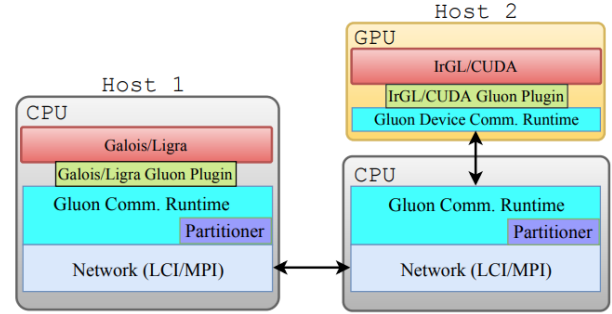 Host 1
CPU
Galois/Ligra
Galois/Ligra Gluon Plugin
Gluon Comm. Runtime
Partitioner
Network (LCI/MPI)
Host 2
GPU
IrGL/CUDA
IrGL/CUDA Gluon Plugin
Gluon Device Comm. Runtime
CPU
Gluon Comm. Runtime
Partitioner
Network (LCI/MPI)